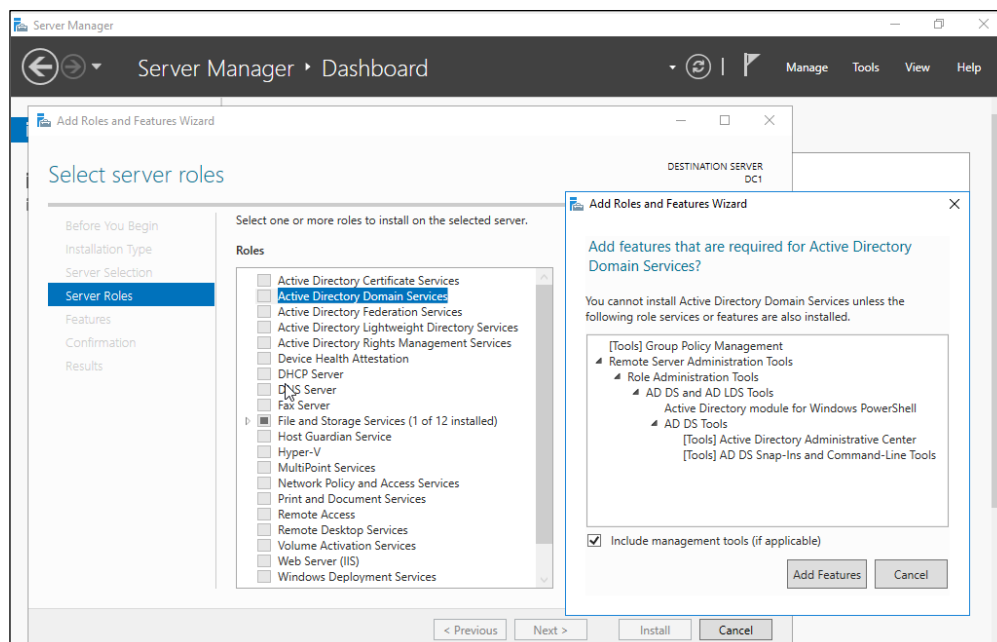 Server Manager
Server Manager ‣ Dashboard
Manage Tools View Help
Add Roles and Features Wizard
Select server roles
DESTINATION SERVER
DC1
Before You Begin
Installation Type
Server Selection
Server Roles
Features
Confirmation
Results
Select one or more roles to install on the selected server.
Roles
Active Directory Certificate Services
Active Directory Domain Services
Active Directory Federation Services
Active Directory Lightweight Directory Services
Active Directory Rights Management Services
Device Health Attestation
DHCP Server
DNS Server
Fax Server
File and Storage Services (1 of 12 installed)
Host Guardian Service
Hyper-V
MultiPoint Services
Network Policy and Access Services
Print and Document Services
Remote Access
Remote Desktop Services
Volume Activation Services
Web Server (IIS)
Windows Deployment Services
< Previous Next > Install Cancel
Add Roles and Features Wizard
Add features that are required for Active Directory
Domain Services?
You cannot install Active Directory Domain Services unless the
following role services or features are also installed.
[Tools] Group Policy Management
Remote Server Administration Tools
Role Administration Tools
AD DS and AD LDS Tools
Active Directory module for Windows PowerShell
AD DS Tools
[Tools] Active Directory Administrative Center
[Tools] AD DS Snap-Ins and Command-Line Tools
Include management tools (if applicable)
Add Features Cancel